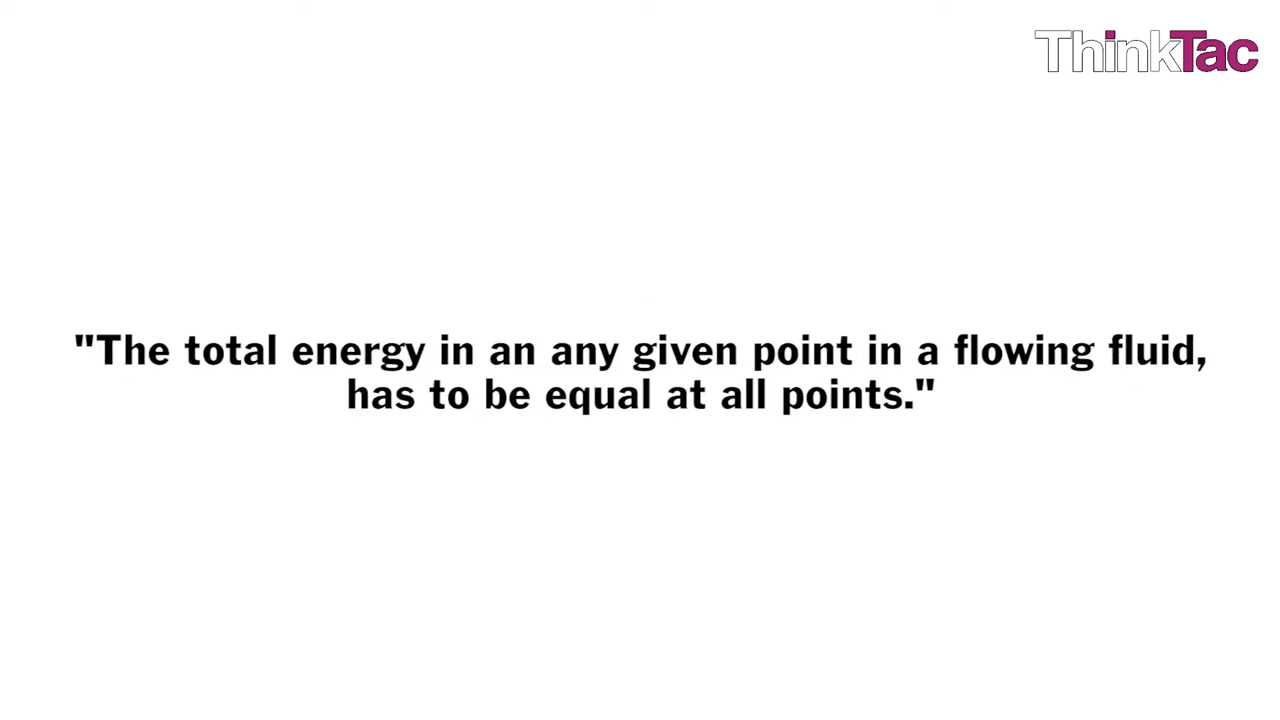 ThinkTac
"The total energy in an any given point in a flowing fluid,
has to be equal at all points."